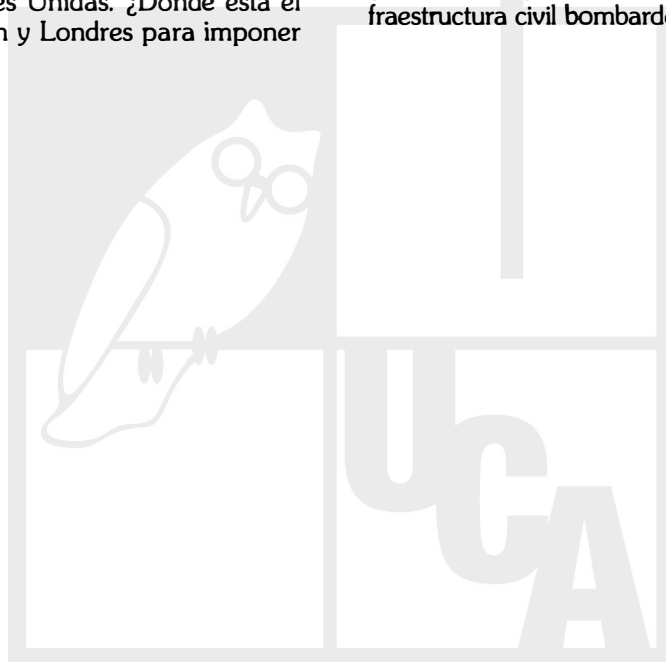 es Unidas. ¿Dónde está el
n y Londres para imponer
fraestructura civil bombard
UCA